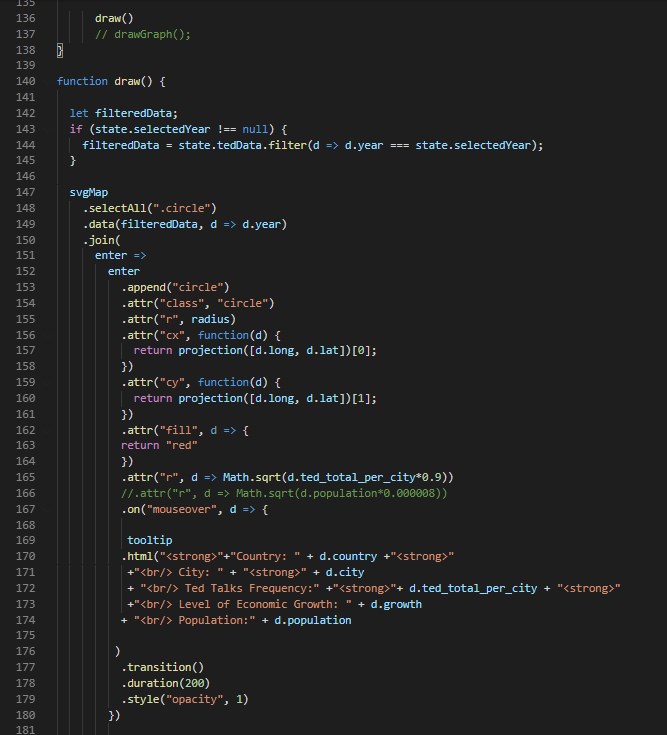 135
136 draw()
137 // drawGraph();
138 }
139
140 function draw() {
141
142 let filteredData;
143 if (state.selectedYear !== null) {
144 filteredData = state.tedData.filter(d => d.year === state.selectedYear);
145 }
146
147 svgMap
148 .selectAll(".circle")
149 .data(filteredData, d => d.year)
150 .join(
151 enter =>
152 enter
153 .append("circle")
154 .attr("class", "circle")
155 .attr("r", radius)
156 .attr("cx", function(d) {
157 return projection([d.long, d.lat])[0];
158 })
159 .attr("cy", function(d) {
160 return projection([d.long, d.lat])[1];
161 })
162 .attr("fill", d => {
163 return "red"
164 })
165 .attr("r", d => Math.sqrt(d.ted_total_per_city*0.9))
166 //.attr("r", d => Math.sqrt(d.population*0.000008))
167 .on("mouseover", d => {
168
169 tooltip
170 .html("<strong>"+"Country: " + d.country +"<strong>"
171 +"<br/> City: " + "<strong>" + d.city
172 + "<br/> Ted Talks Frequency:" +"<strong>"+ d.ted_total_per_city + "<strong>"
173 +"<br/> Level of Economic Growth: " + d.growth
174 + "<br/> Population:" + d.population
175
176 )
177 .transition()
178 .duration(200)
179 .style("opacity", 1)
180 })
181